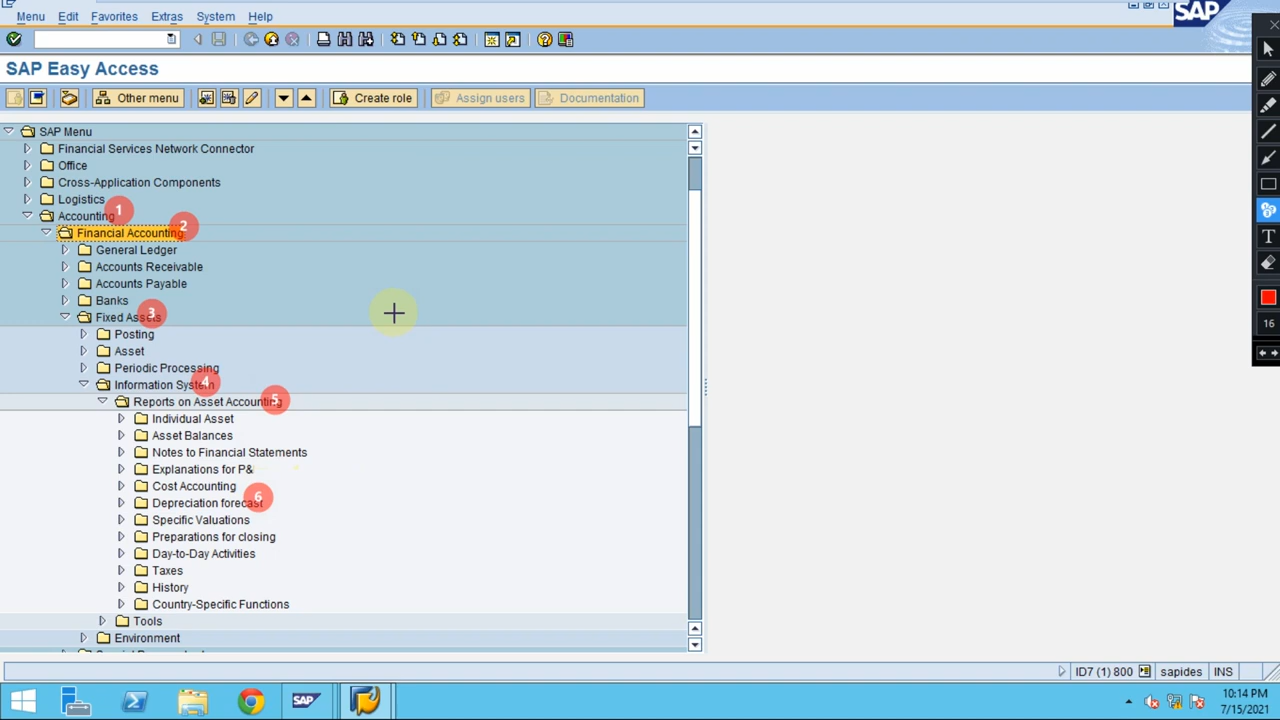 Menu Edit Favorites Extras System Help
SAP
SAP Easy Access
Other menu Create role Assign users Documentation
SAP Menu
Financial Services Network Connector
Office
Cross-Application Components
Logistics
Accounting 1
Financial Accounting 2
General Ledger
Accounts Receivable
Accounts Payable
Banks
Fixed Assets 3
Posting
Asset
Periodic Processing
Information System 4
Reports on Asset Accounting 5
Individual Asset
Asset Balances
Notes to Financial Statements
Explanations for P&
Cost Accounting
Depreciation forecast 6
Specific Valuations
Preparations for closing
Day-to-Day Activities
Taxes
History
Country-Specific Functions
Tools
Environment
T
16
ID7 (1) 800 sapides INS
SAP
10:14 PM
7/15/2021